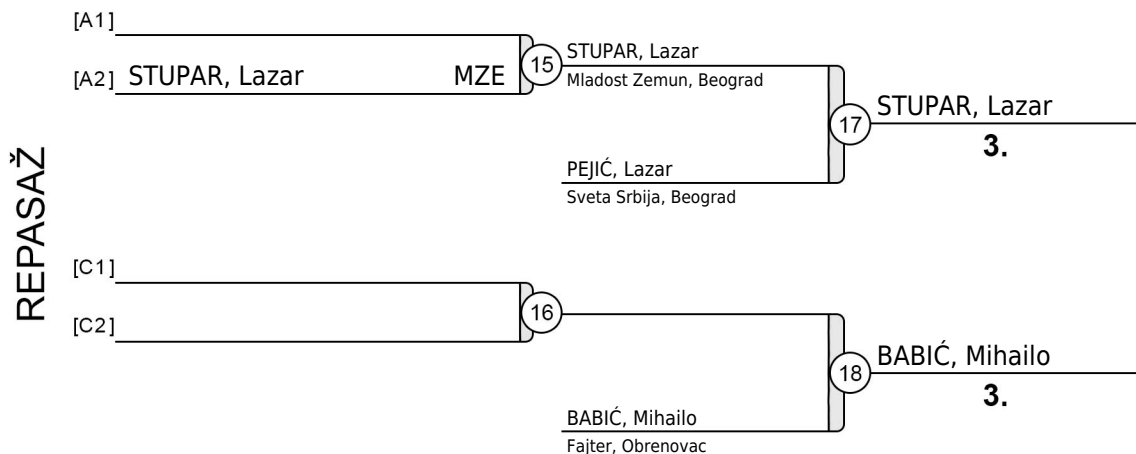 REPASAŽ
[A1]
[A2] STUPAR, Lazar MZE
15
STUPAR, Lazar
Mladost Zemun, Beograd
17
STUPAR, Lazar
3.
PEJIĆ, Lazar
Sveta Srbija, Beograd
[C1]
[C2]
16
18
BABIĆ, Mihailo
3.
BABIĆ, Mihailo
Fajter, Obrenovac